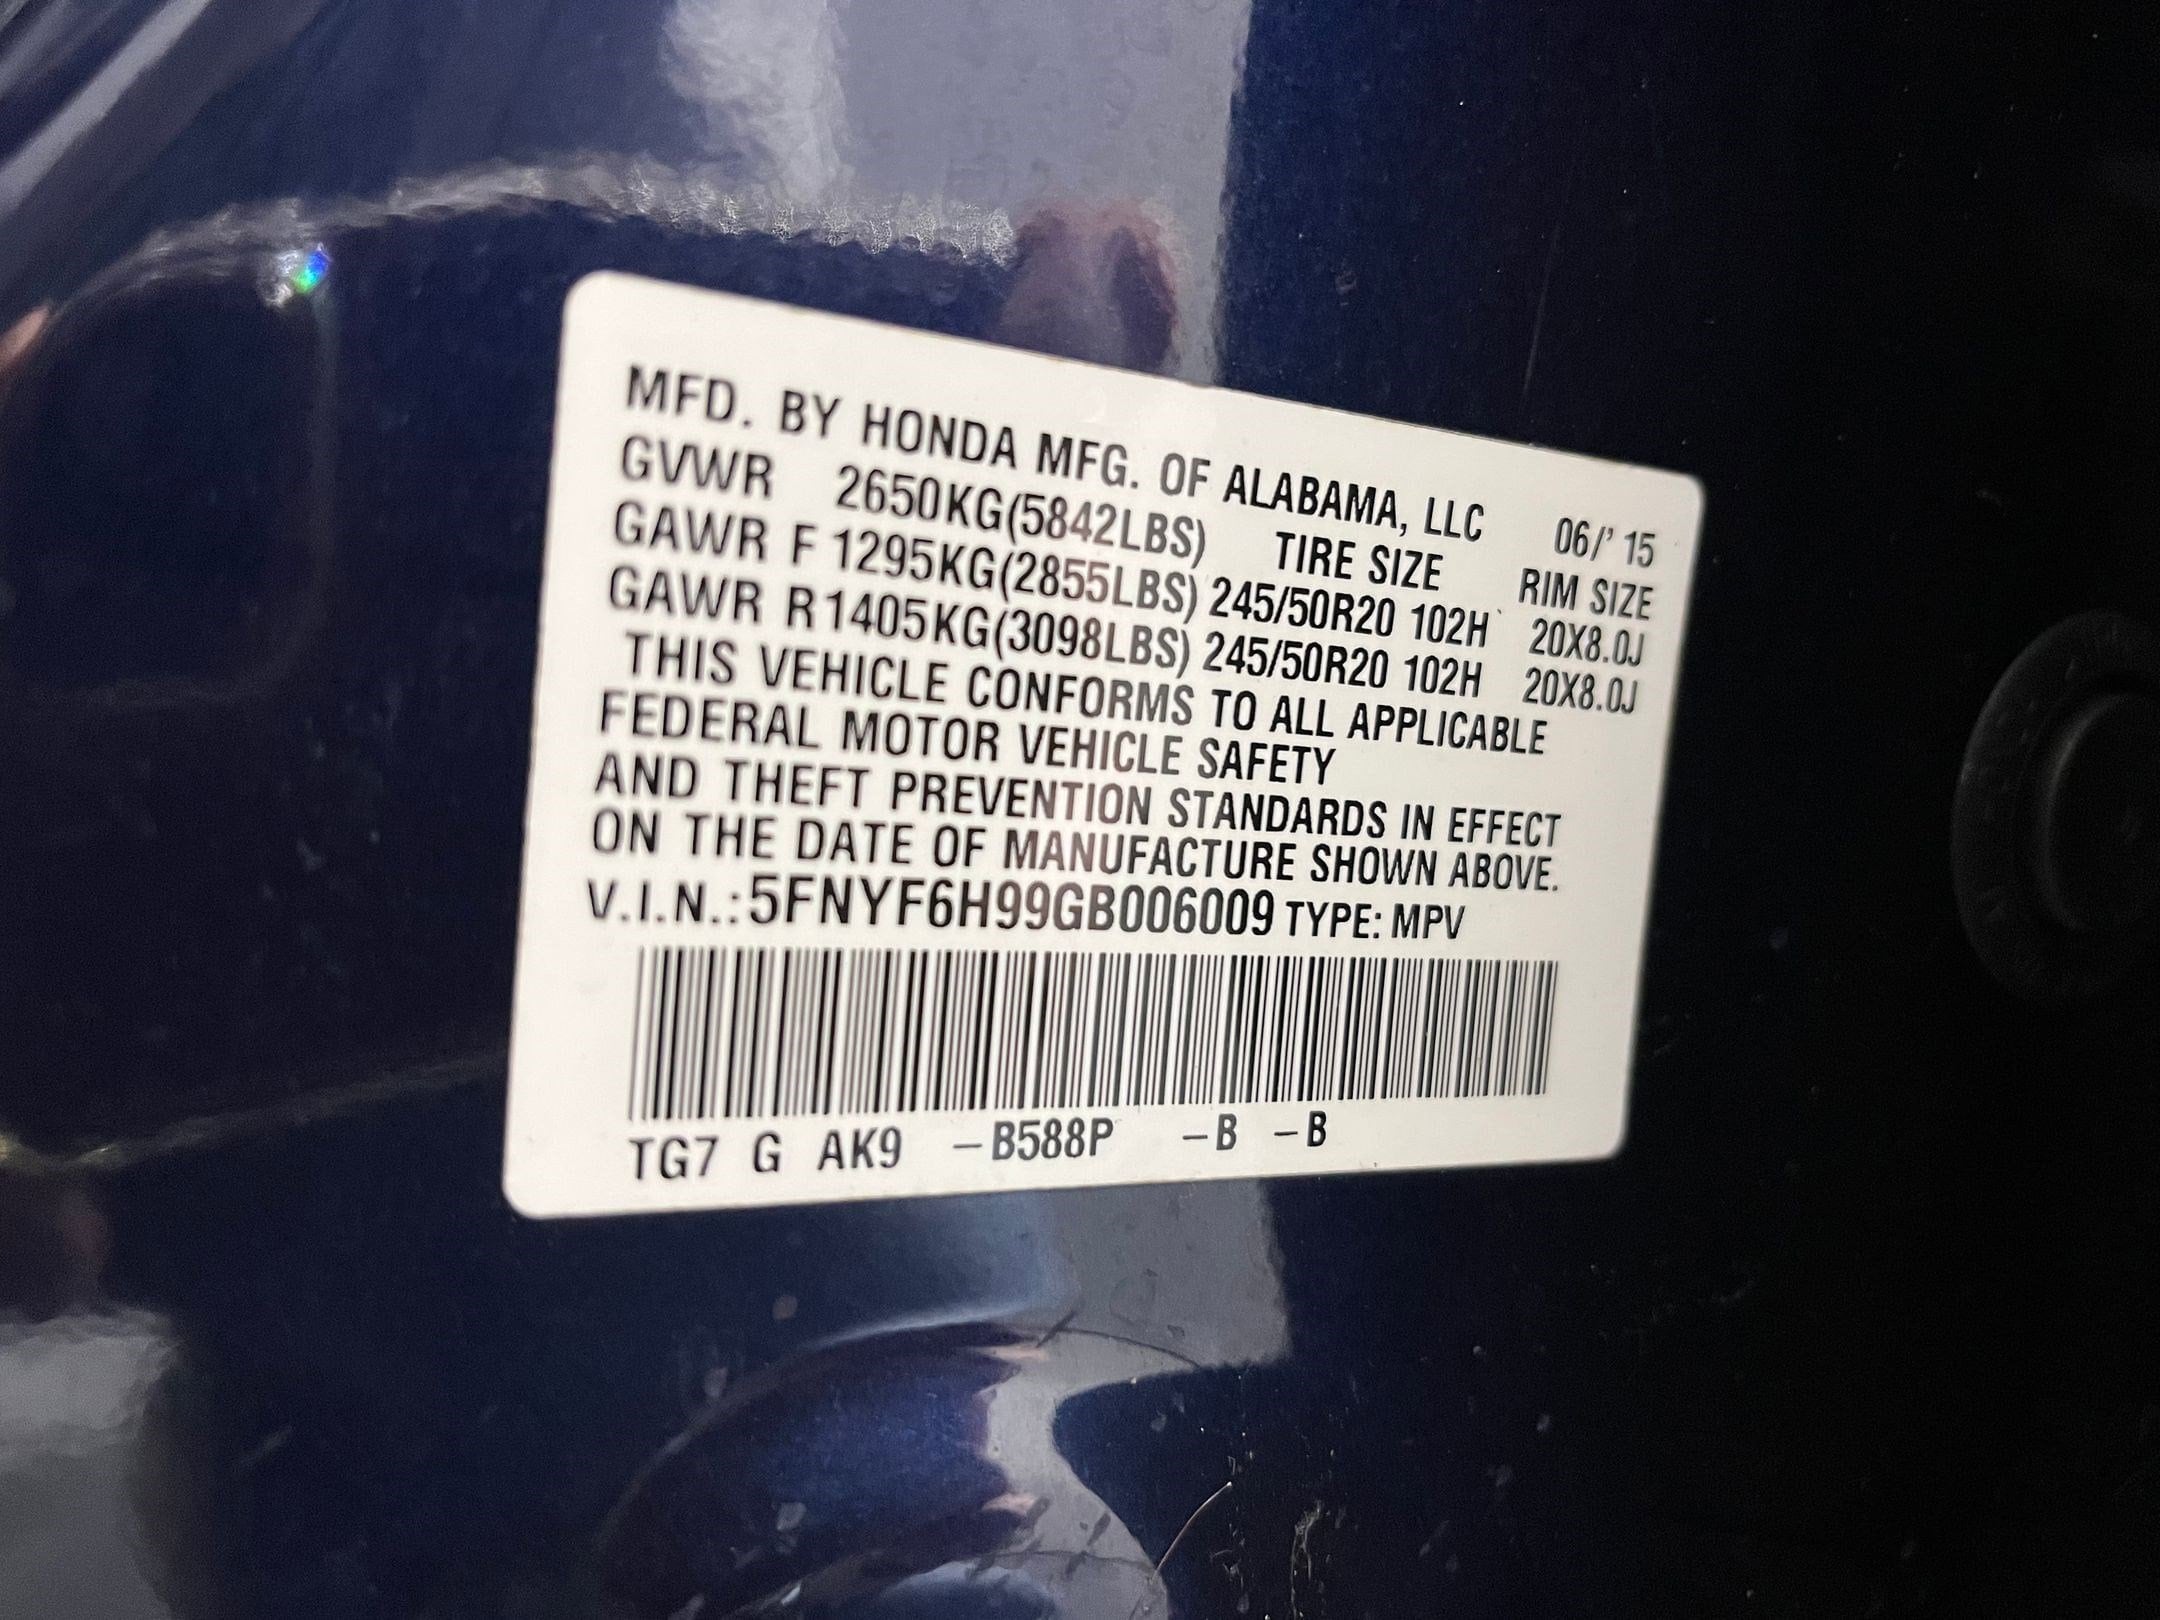 MFD. BY HONDA MFG. OF ALABAMA, LLC 06/' 15
GVWR 2650KG(5842LBS) TIRE SIZE RIM SIZE
GAWR F 1295KG(2855LBS) 245/50R20 102H 20X8.0J
GAWR R 1405KG(3098LBS) 245/50R20 102H 20X8.0J
THIS VEHICLE CONFORMS TO ALL APPLICABLE
FEDERAL MOTOR VEHICLE SAFETY
AND THEFT PREVENTION STANDARDS IN EFFECT
ON THE DATE OF MANUFACTURE SHOWN ABOVE.
V.I.N.: 5FNYF6H99GB006009 TYPE: MPV
TG7 G AK9 –B588P –B –B